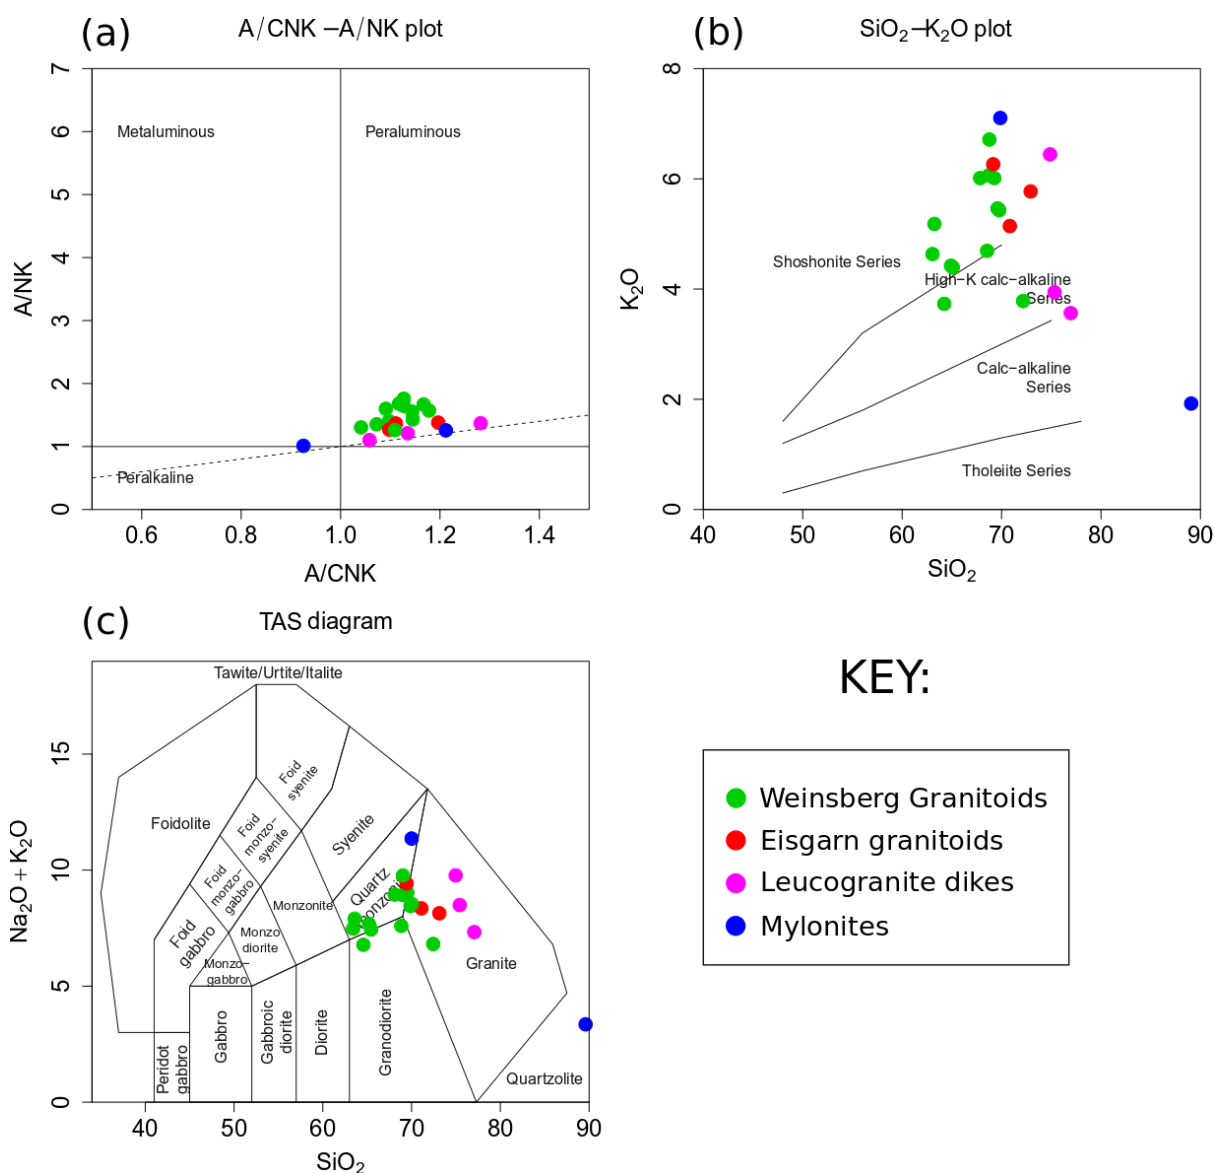 (a)
A/CNK −A/NK plot
7
6
5
4
3
2
1
0
A/NK
Metaluminous
Peraluminous
Peralkaline
0.6
0.8
1.0
1.2
1.4
A/CNK
(b)
SiO₂−K₂O plot
8
6
4
2
0
K₂O
Shoshonite Series
High−K calc−alkaline
Series
Calc−alkaline
Series
Tholeiite Series
40
50
60
70
80
90
SiO₂
(c)
TAS diagram
15
10
5
0
Na₂O + K₂O
Tawite/Urtite/Italite
Foidolite
Foid
syenite
Foid
monzo−
syenite
Foid
monzo−
gabbro
Foid
gabbro
Syenite
Quartz
monzonite
Monzonite
Monzo
diorite
Monzo−
gabbro
Peridot
gabbro
Gabbro
Gabbroic
diorite
Diorite
Granodiorite
Granite
Quartzolite
40
50
60
70
80
90
SiO₂
KEY:
Weinsberg Granitoids
Eisgarn granitoids
Leucogranite dikes
Mylonites